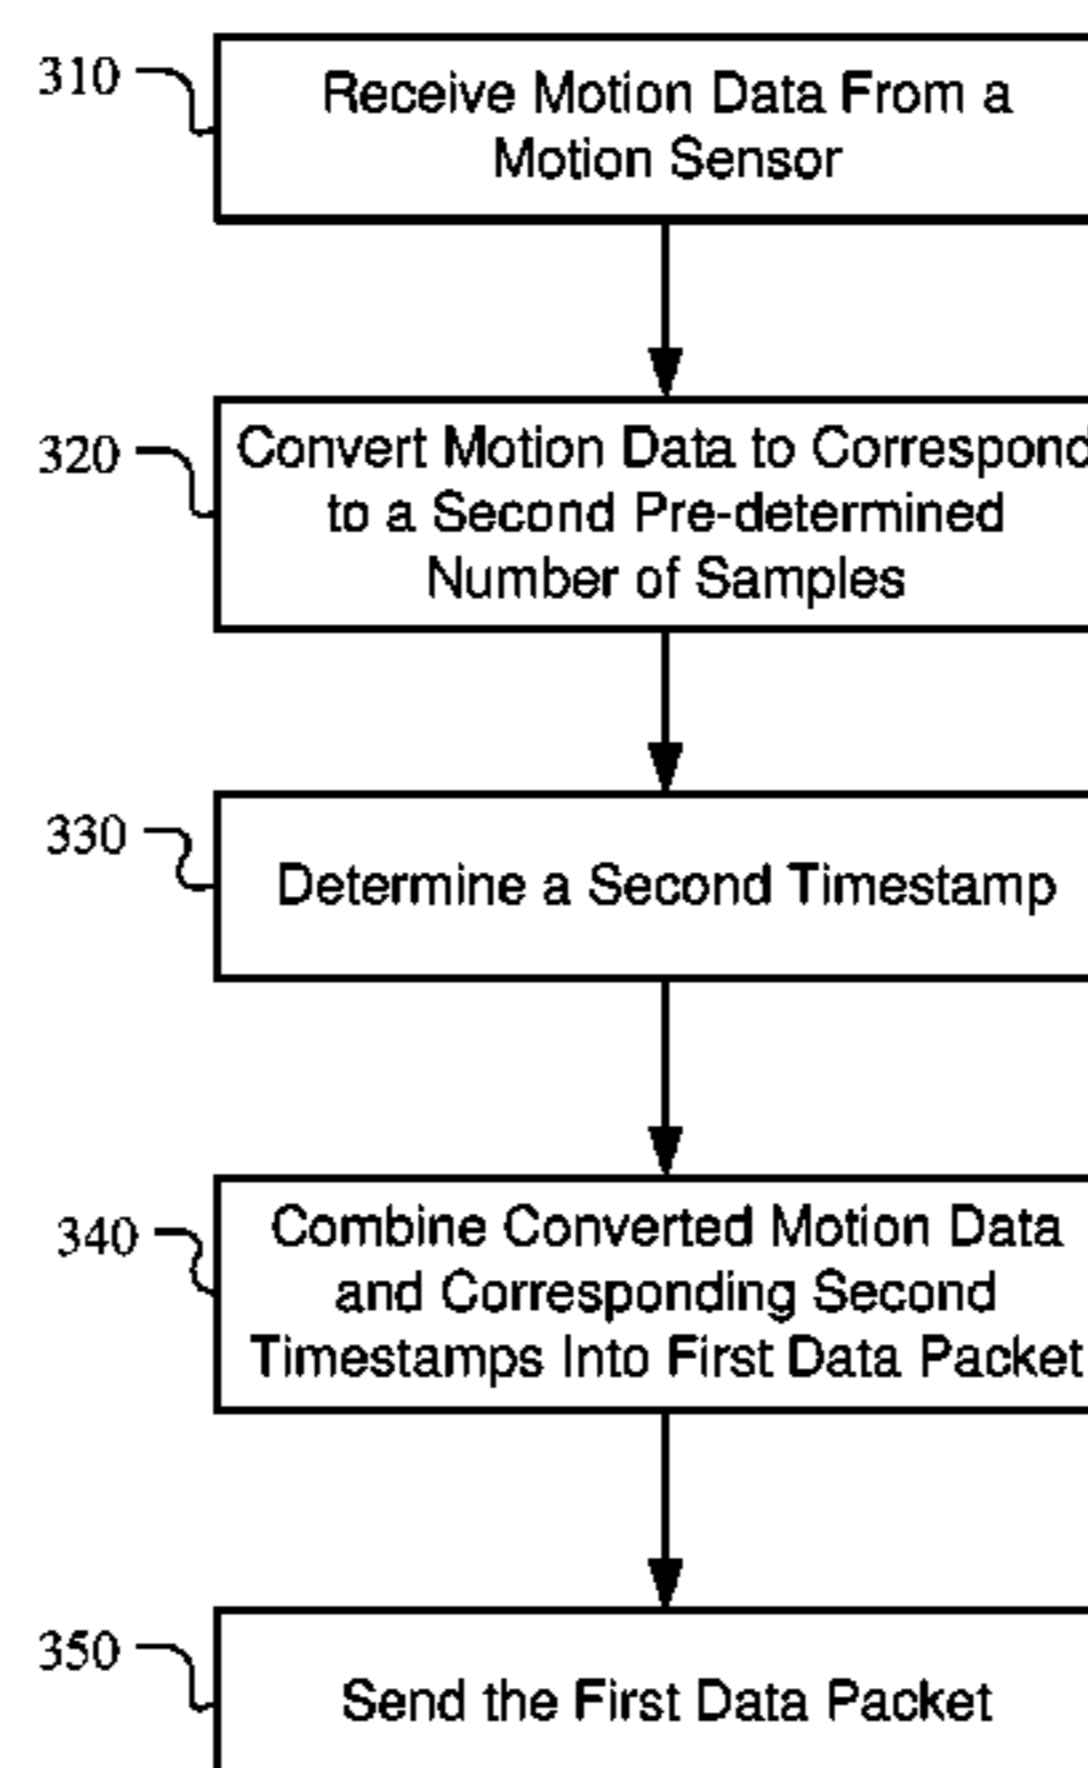 310
Receive Motion Data From a
Motion Sensor
320
Convert Motion Data to Correspond
to a Second Pre-determined
Number of Samples
330
Determine a Second Timestamp
340
Combine Converted Motion Data
and Corresponding Second
Timestamps Into First Data Packet
350
Send the First Data Packet